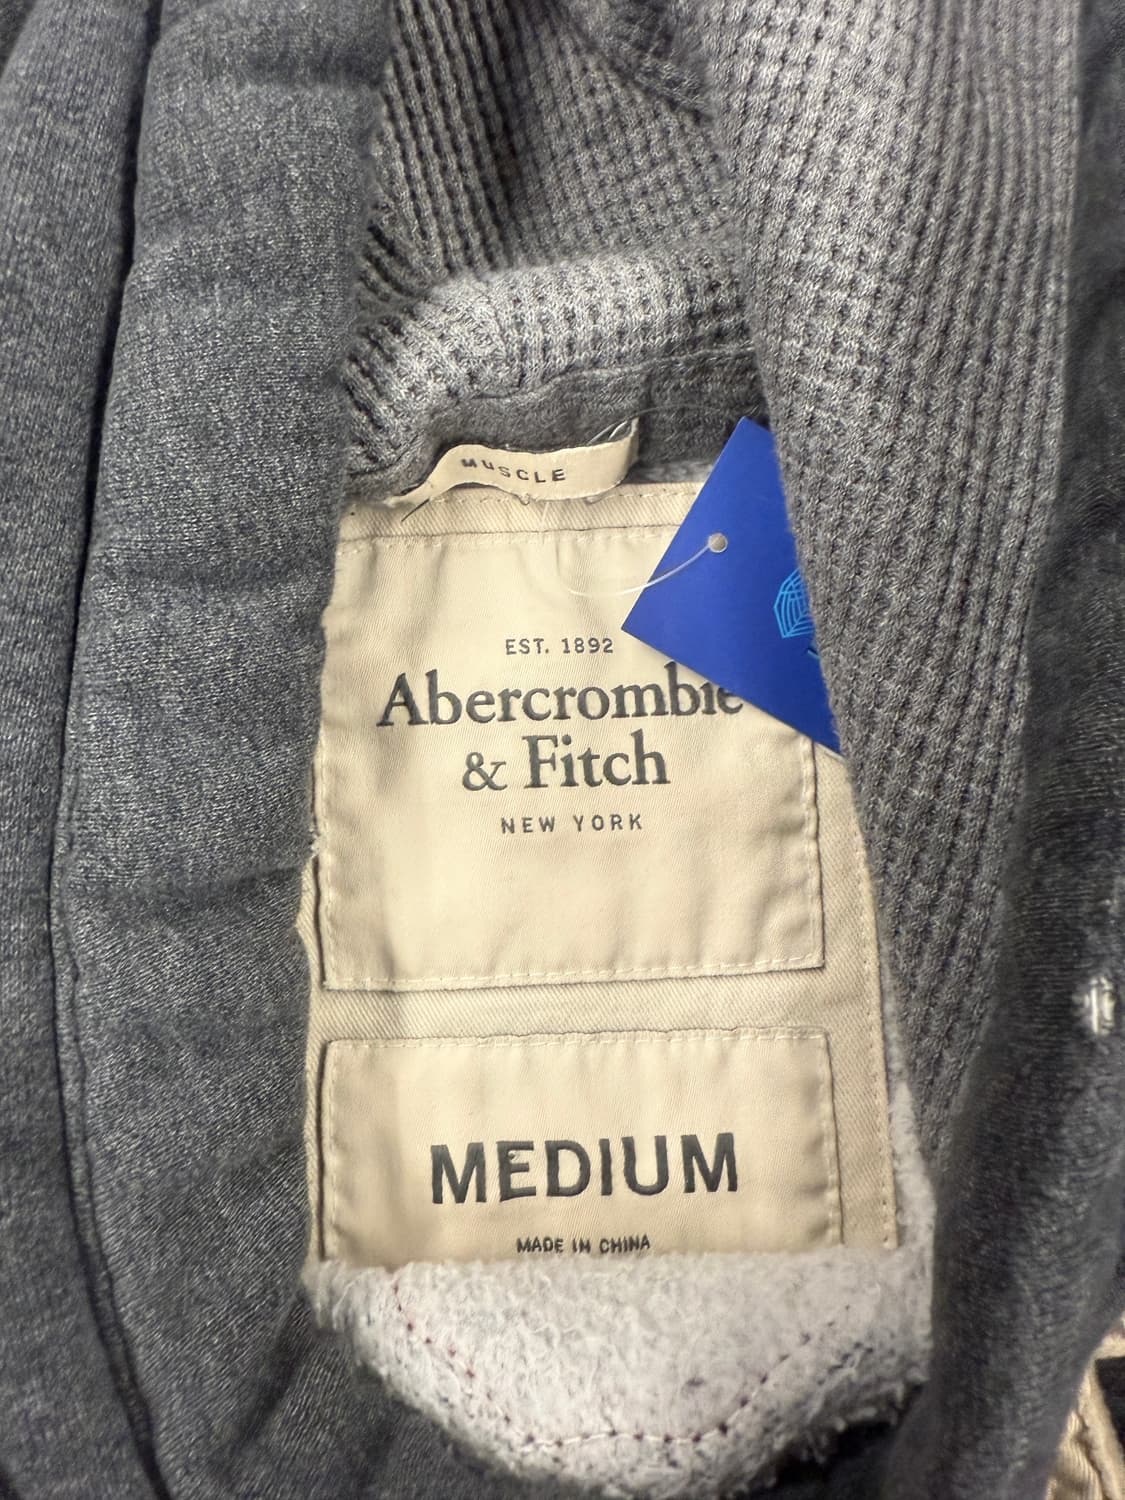 MUSCLE
EST. 1892
Abercrombie
& Fitch
NEW YORK
MEDIUM
MADE IN CHINA